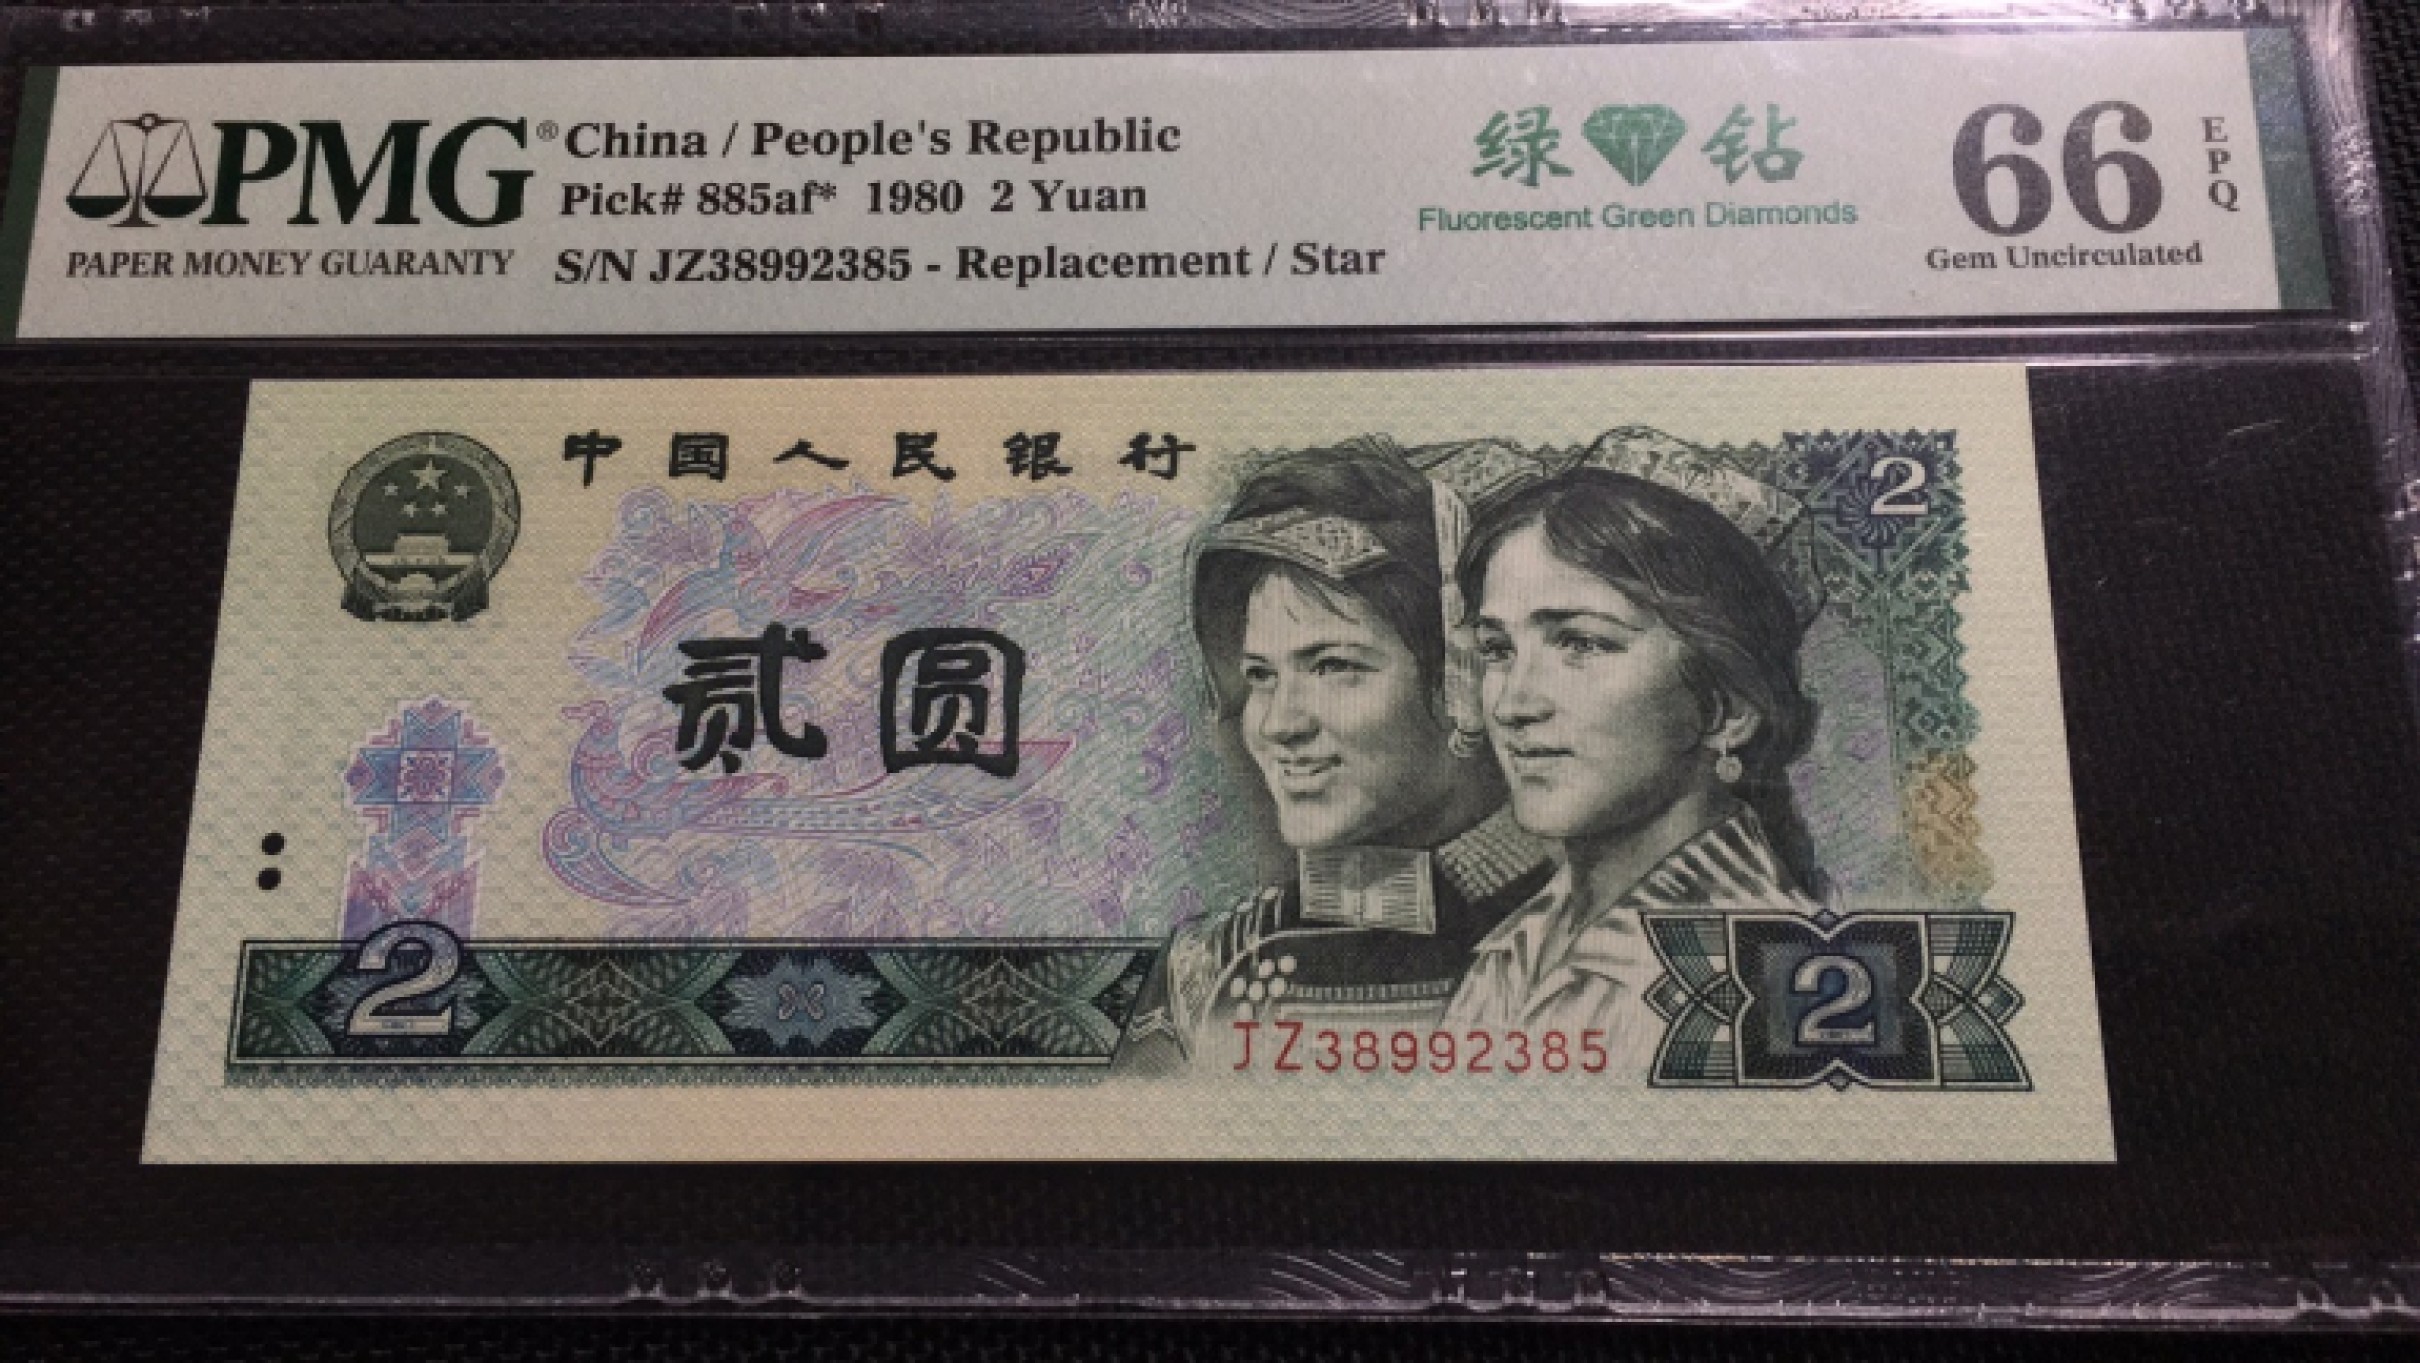 PMG®
PAPER MONEY GUARANTY
China / People's Republic
Pick# 885af* 1980 2 Yuan
S/N JZ38992385 - Replacement / Star
绿 钻
Fluorescent Green Diamonds
66
EPQ
Gem Uncirculated
中国人民银行
2
贰圆
2
JZ38992385
2